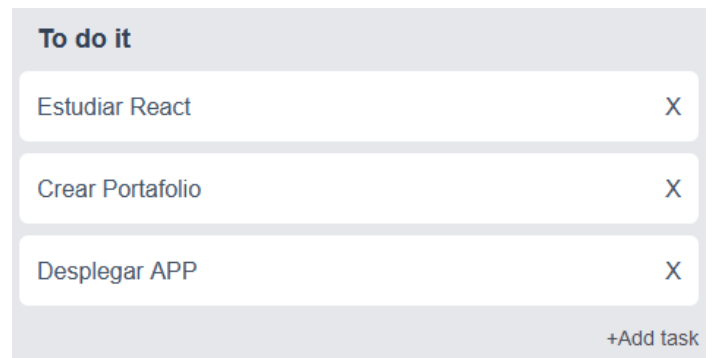 To do it
Estudiar React X
Crear Portafolio X
Desplegar APP X
+Add task